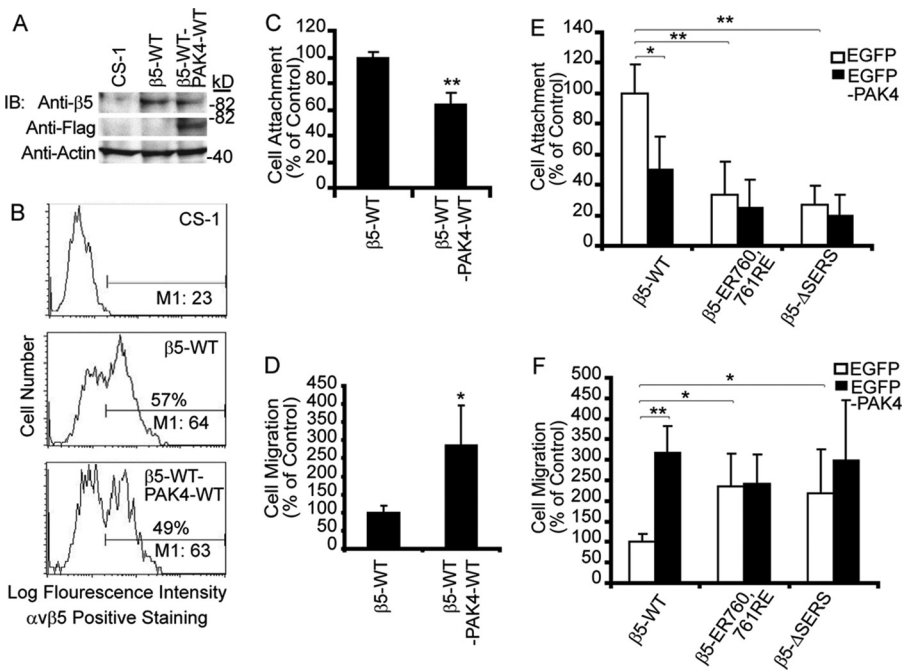 A
CS-1
β5-WT
β5-WT-
PAK4-WT
kD
IB: Anti-β5
-82
-82
Anti-Flag
Anti-Actin
-40
B
CS-1
M1: 23
β5-WT
57%
M1: 64
β5-WT-
PAK4-WT
49%
M1: 63
Cell Number
Log Flourescence Intensity
αvβ5 Positive Staining
C
Cell Attachment
(% of Control)
120
100
80
60
40
20
0
**
β5-WT
β5-WT
-PAK4-WT
D
Cell Migration
(% of Control)
450
400
350
300
250
200
150
100
50
0
*
β5-WT
β5-WT
-PAK4-WT
E
EGFP
EGFP
-PAK4
Cell Attachment
(% of Control)
140
120
100
80
60
40
20
0
**
**
*
β5-WT
β5-ER760,
761RE
β5-ΔSERS
F
EGFP
EGFP
-PAK4
Cell Migration
(% of Control)
500
450
400
350
300
250
200
150
100
50
0
*
*
**
β5-WT
β5-ER760,
761RE
β5-ΔSERS